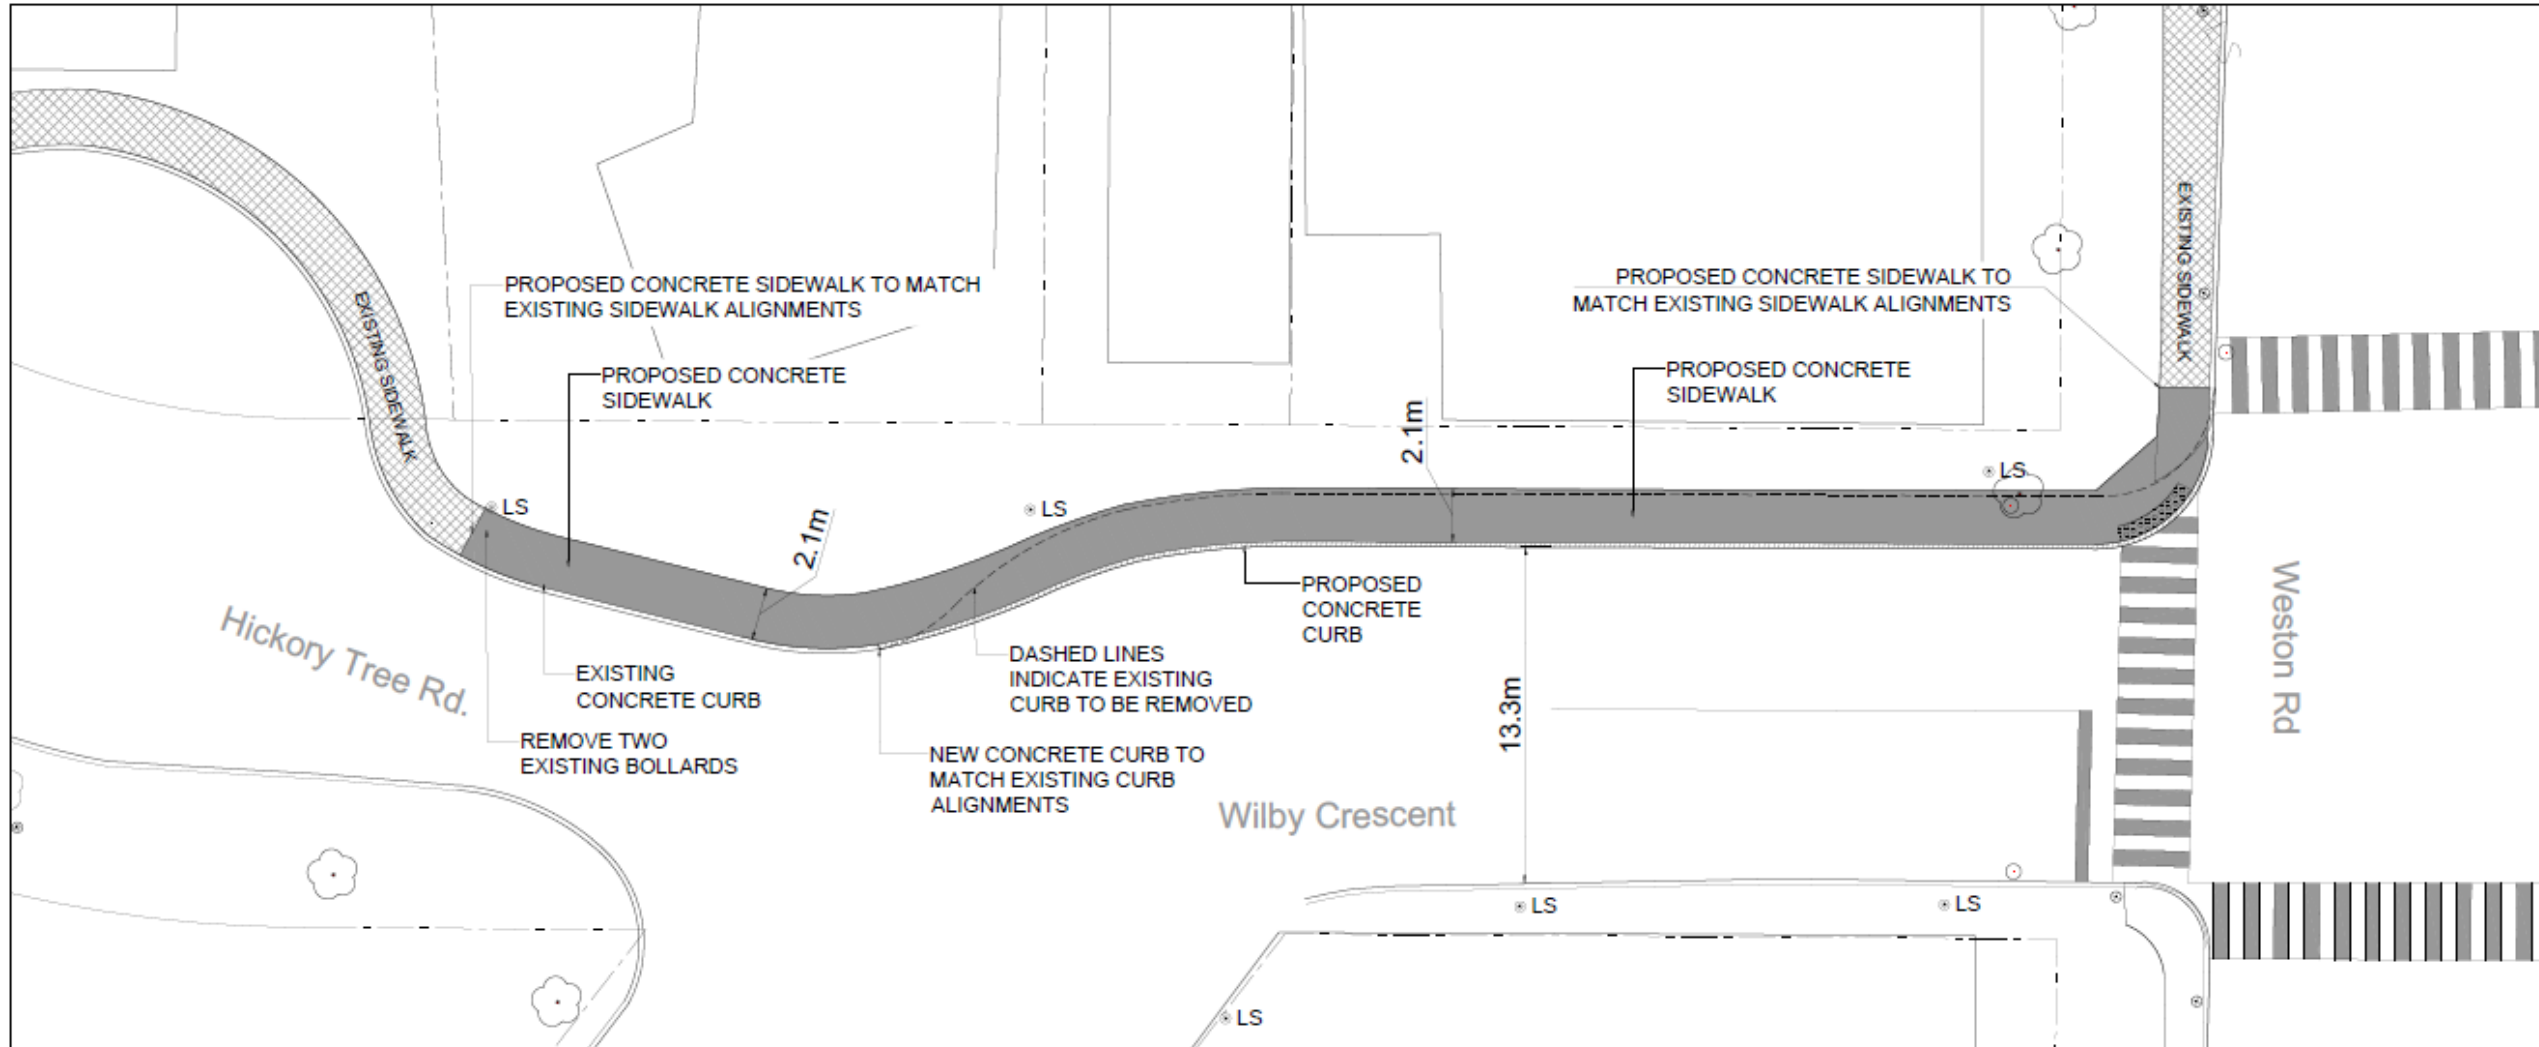 EXISTING SIDEWALK
EXISTING SIDEWALK
PROPOSED CONCRETE SIDEWALK TO MATCH
EXISTING SIDEWALK ALIGNMENTS
PROPOSED CONCRETE SIDEWALK TO
MATCH EXISTING SIDEWALK ALIGNMENTS
PROPOSED CONCRETE
SIDEWALK
PROPOSED CONCRETE
SIDEWALK
2.1m
LS
LS
LS
2.1m
PROPOSED
CONCRETE
CURB
Hickory Tree Rd.
EXISTING
CONCRETE CURB
DASHED LINES
INDICATE EXISTING
CURB TO BE REMOVED
Weston Rd
13.3m
REMOVE TWO
EXISTING BOLLARDS
NEW CONCRETE CURB TO
MATCH EXISTING CURB
ALIGNMENTS
Wilby Crescent
LS
LS
LS